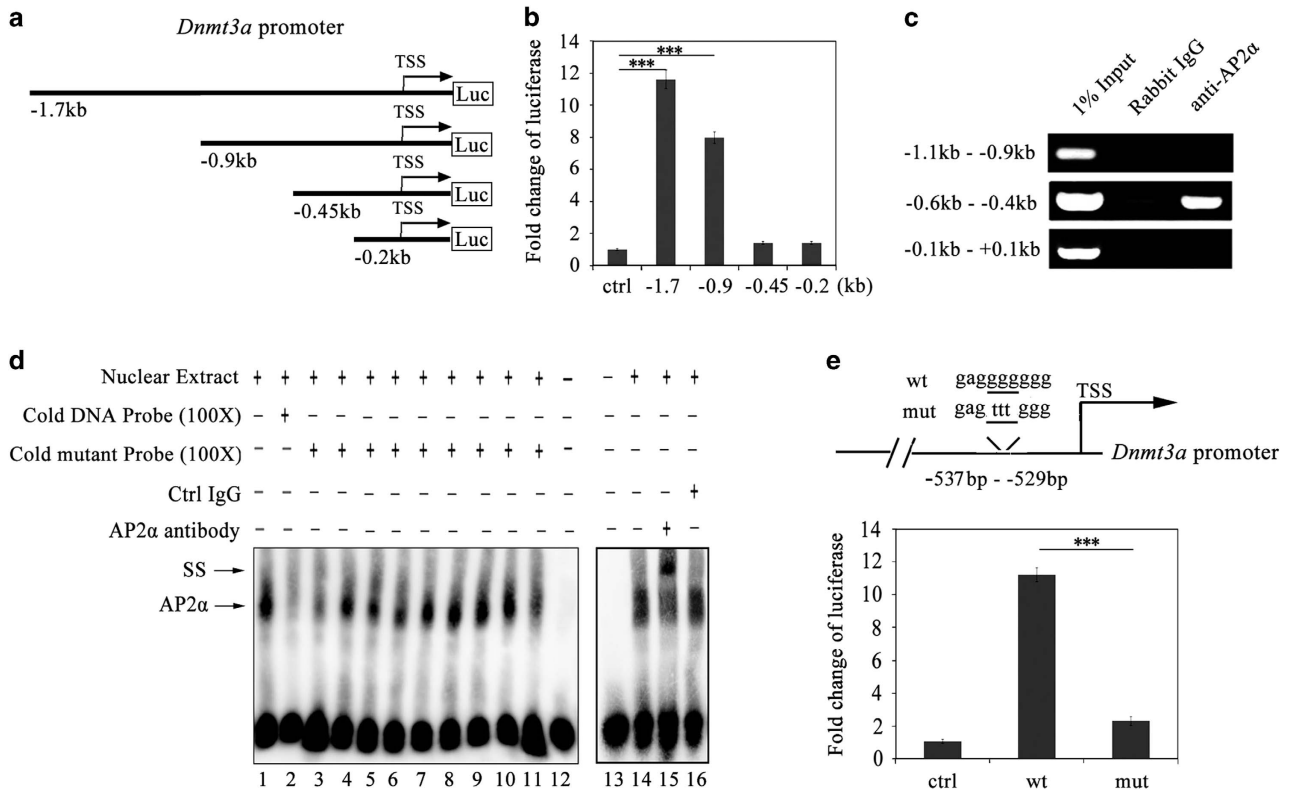 a
Dnmt3a promoter
TSS
Luc
-1.7kb
TSS
Luc
-0.9kb
TSS
Luc
-0.45kb
TSS
Luc
-0.2kb
b
Fold change of luciferase
14
12
10
8
6
4
2
0
***
***
ctrl -1.7 -0.9 -0.45 -0.2 (kb)
c
1% Input
Rabbit IgG
anti-AP2α
-1.1kb - -0.9kb
-0.6kb - -0.4kb
-0.1kb - +0.1kb
d
Nuclear Extract + + + + + + + + + + + - - + + +
Cold DNA Probe (100X) - + - - - - - - - - - - - - - -
Cold mutant Probe (100X) - - + + + + + + + + + - - - - -
Ctrl IgG - - - - - - - - - - - - - - - +
AP2α antibody - - - - - - - - - - - - - - + -
SS
AP2α
1 2 3 4 5 6 7 8 9 10 11 12 13 14 15 16
e
wt gaggggggg
mut gag ttt ggg
TSS
Dnmt3a promoter
-537bp - -529bp
Fold change of luciferase
14
12
10
8
6
4
2
0
***
ctrl wt mut